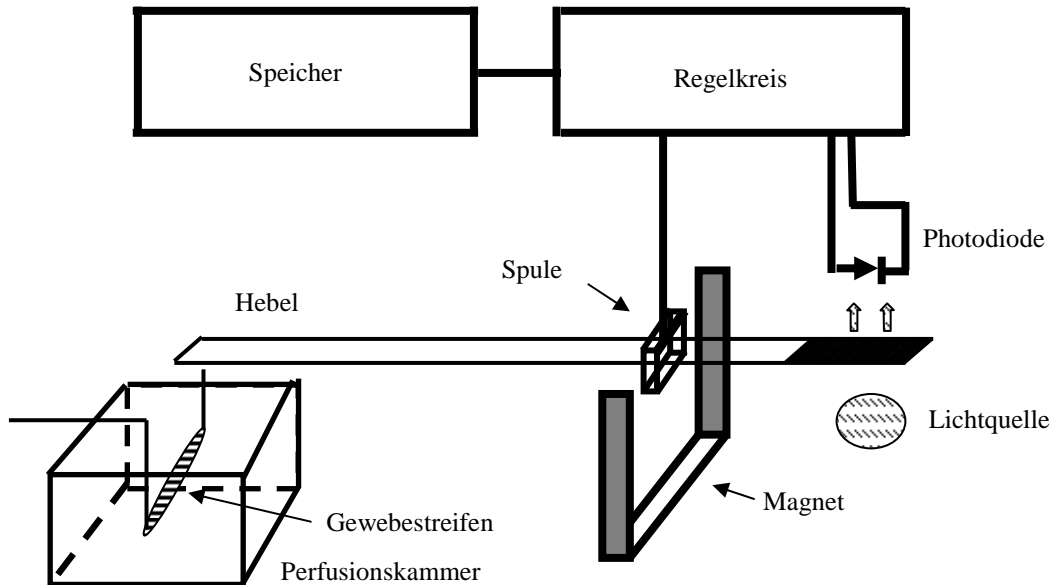 Speicher
Regelkreis
Photodiode
Spule
Hebel
Lichtquelle
Magnet
Gewebestreifen
Perfusionskammer